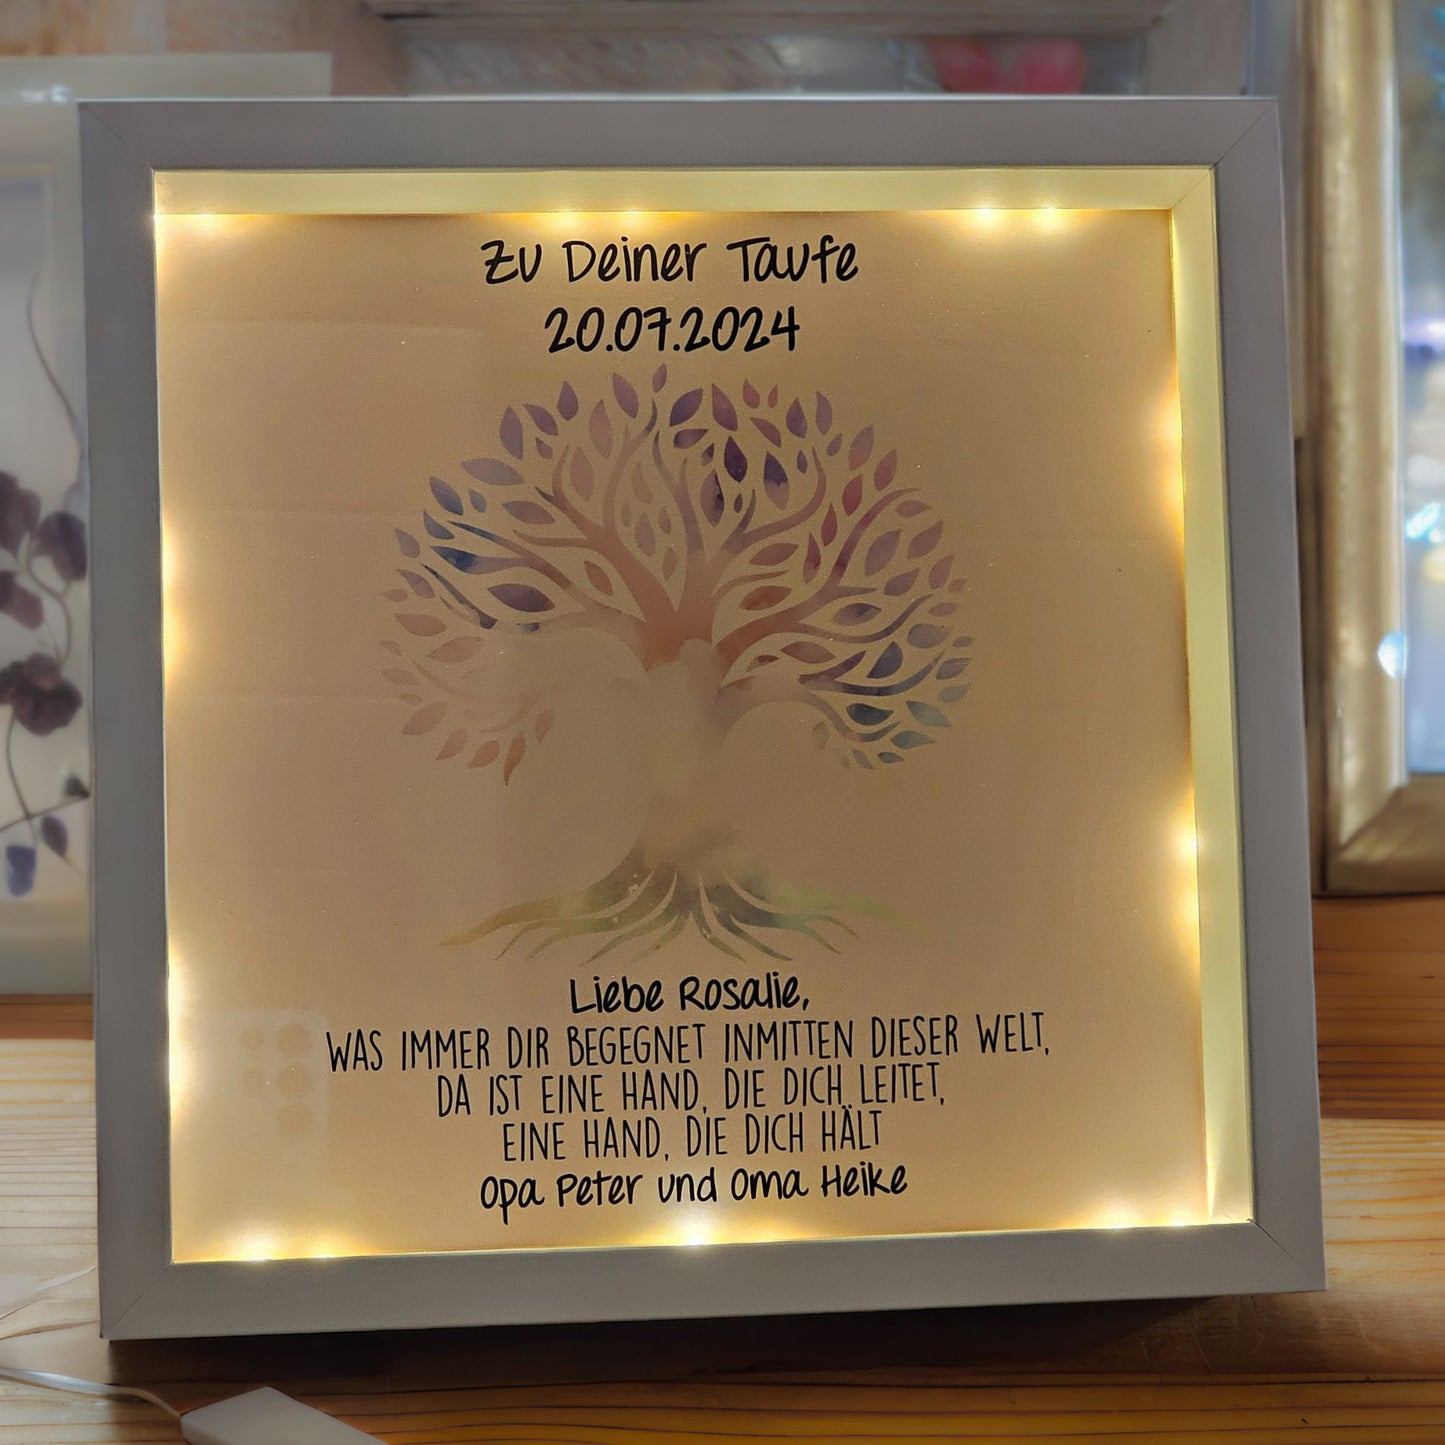 Zu Deiner Taufe
20.07.2024
Liebe Rosalie,
WAS IMMER DIR BEGEGNET INMITTEN DIESER WELT,
DA IST EINE HAND, DIE DICH LEITET,
EINE HAND, DIE DICH HÄLT
Opa Peter und Oma Heike